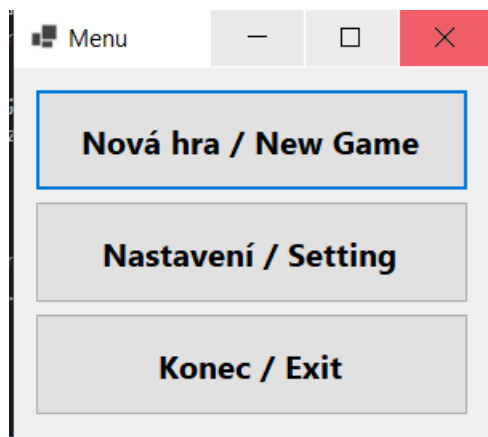 Menu
Nová hra / New Game
Nastavení / Setting
Konec / Exit